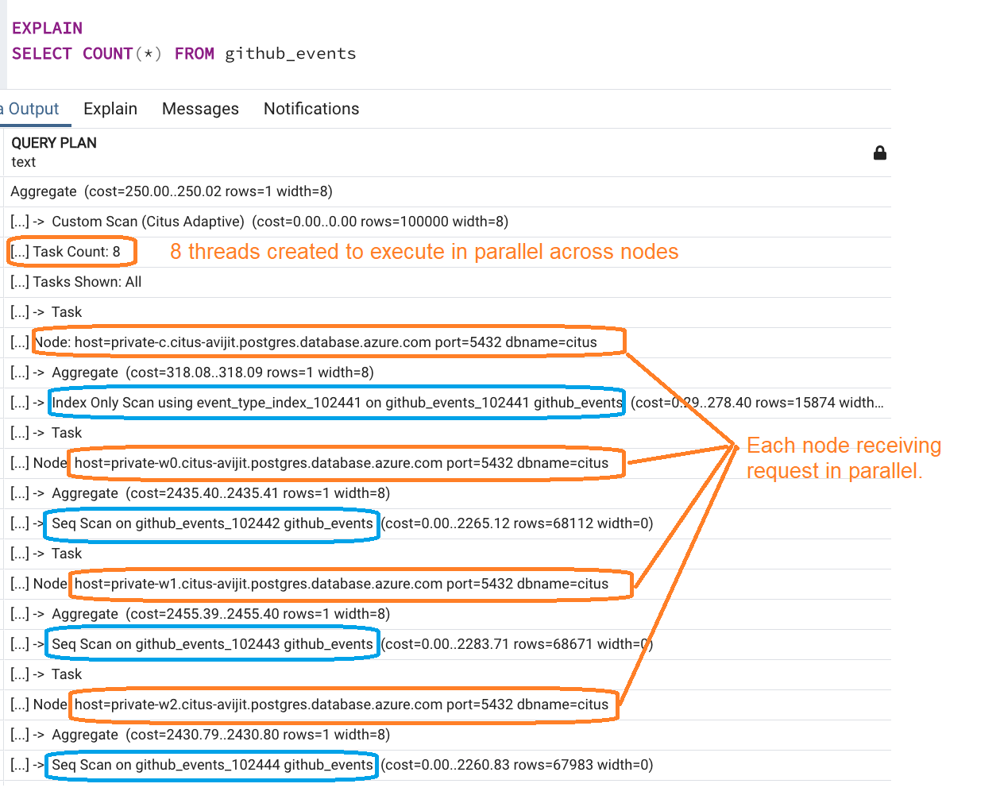 EXPLAIN
SELECT COUNT(*) FROM github_events
a Output Explain Messages Notifications
QUERY PLAN
text
Aggregate (cost=250.00..250.02 rows=1 width=8)
[...] -> Custom Scan (Citus Adaptive) (cost=0.00..0.00 rows=100000 width=8)
[...] Task Count: 8 8 threads created to execute in parallel across nodes
[...] Tasks Shown: All
[...] -> Task
[...] Node: host=private-c.citus-avijit.postgres.database.azure.com port=5432 dbname=citus
[...] -> Aggregate (cost=318.08..318.09 rows=1 width=8)
[...] -> Index Only Scan using event_type_index_102441 on github_events_102441 github_events (cost=0.29..278.40 rows=15874 width...
[...] -> Task
[...] Node host=private-w0.citus-avijit.postgres.database.azure.com port=5432 dbname=citus
Each node receiving
request in parallel.
[...] -> Aggregate (cost=2435.40..2435.41 rows=1 width=8)
[...] -> Seq Scan on github_events_102442 github_events (cost=0.00..2265.12 rows=68112 width=0)
[...] -> Task
[...] Node host=private-w1.citus-avijit.postgres.database.azure.com port=5432 dbname=citus
[...] -> Aggregate (cost=2455.39..2455.40 rows=1 width=8)
[...] -> Seq Scan on github_events_102443 github_events (cost=0.00..2283.71 rows=68671 width=0)
[...] -> Task
[...] Node host=private-w2.citus-avijit.postgres.database.azure.com port=5432 dbname=citus
[...] -> Aggregate (cost=2430.79..2430.80 rows=1 width=8)
[...] -> Seq Scan on github_events_102444 github_events (cost=0.00..2260.83 rows=67983 width=0)